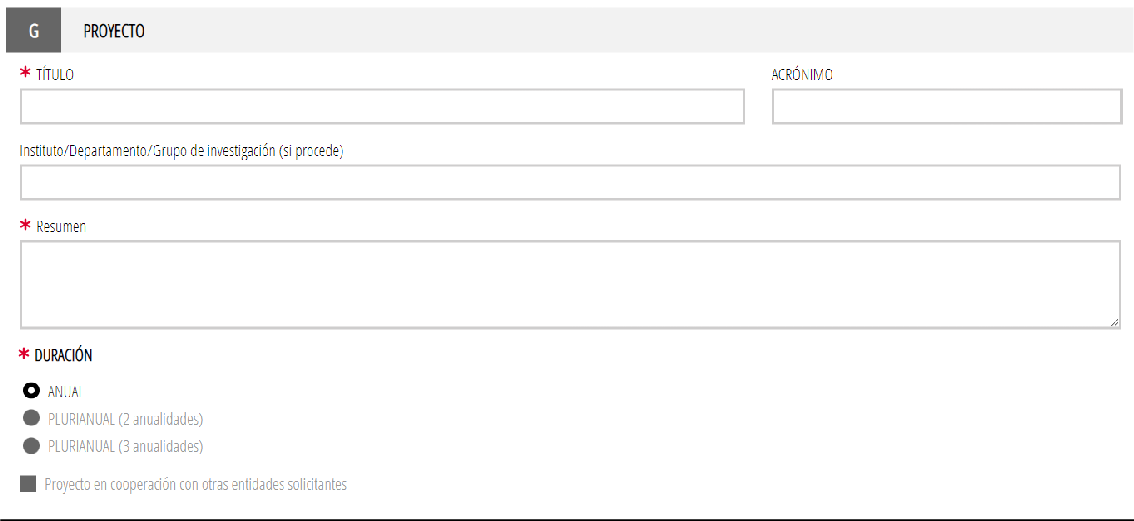 G PROYECTO
* TÍTULO ACRÓNIMO
Instituto/Departamento/Grupo de investigación (si procede)
* Resumen
* DURACIÓN
PLURIANUAL (2 anualidades)
PLURIANUAL (3 anualidades)
Proyecto en cooperación con otras entidades solicitantes